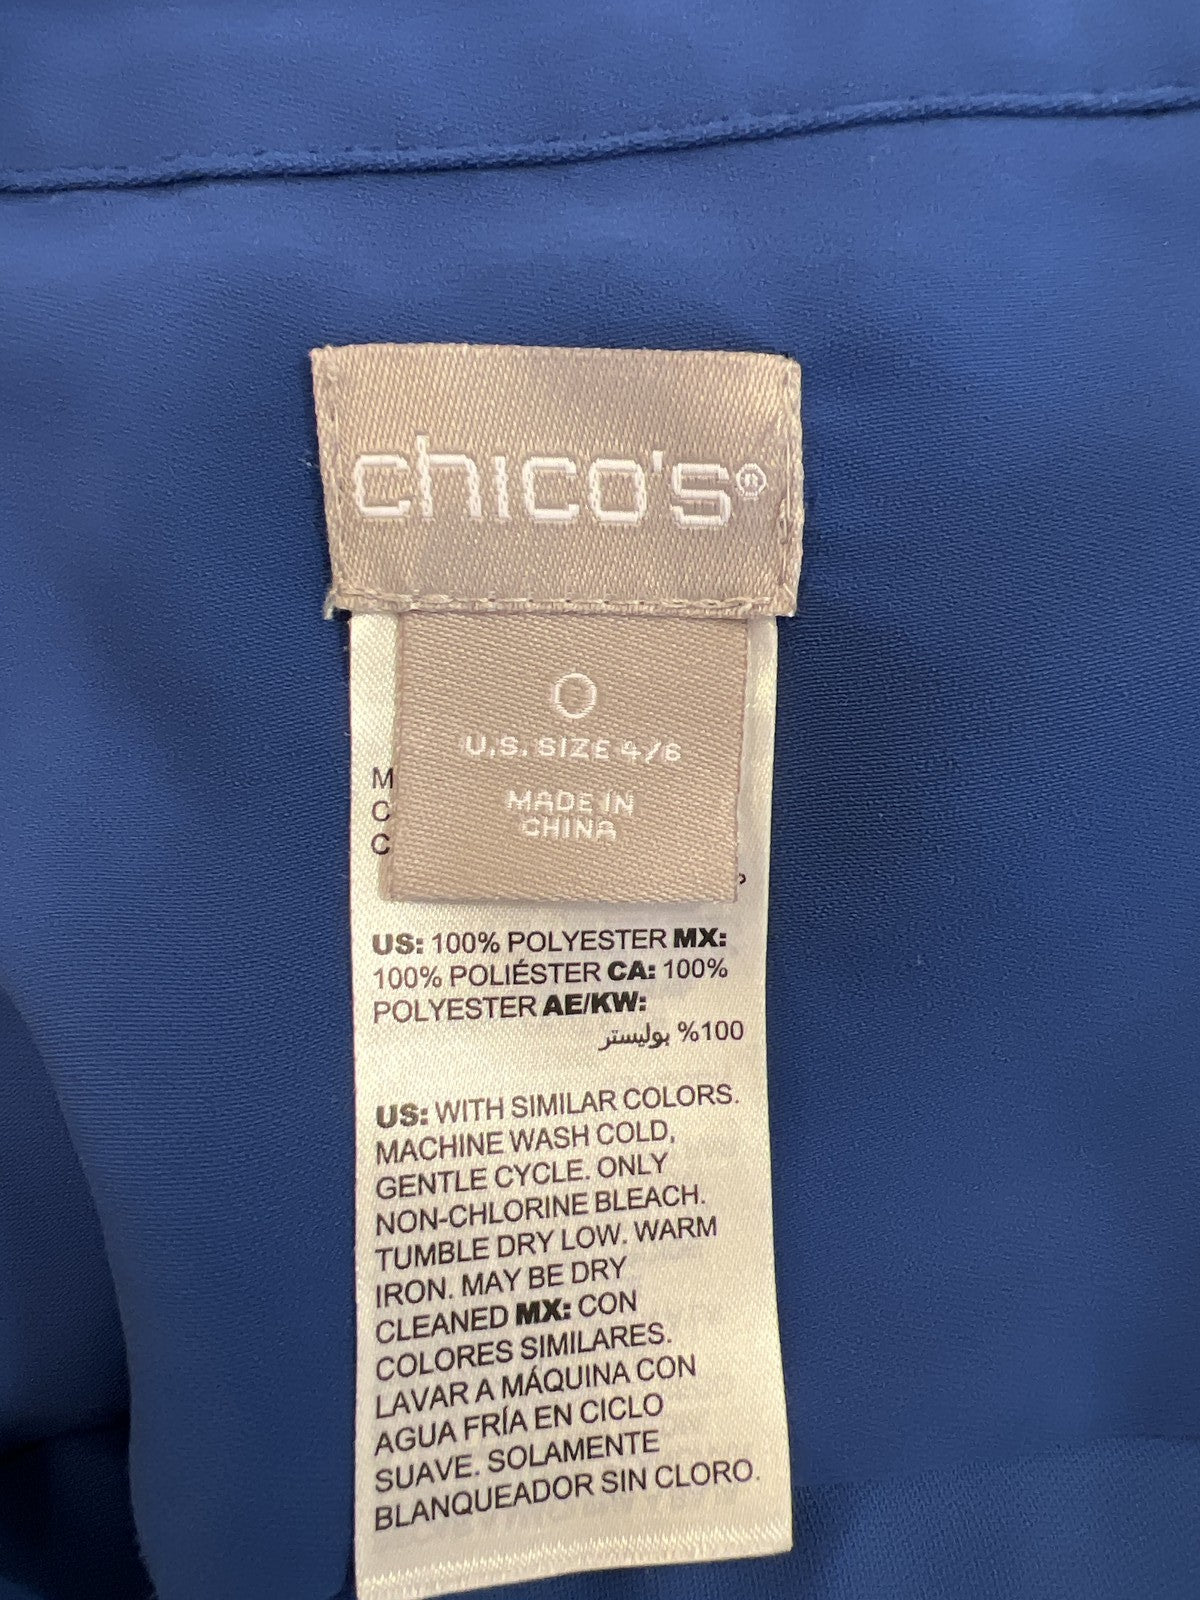 chico's®
0
U.S. SIZE 4/6
MADE IN
CHINA
M
C
C
US: 100% POLYESTER MX:
100% POLIÉSTER CA: 100%
POLYESTER AE/KW:
100% بوليستر
US: WITH SIMILAR COLORS.
MACHINE WASH COLD,
GENTLE CYCLE. ONLY
NON-CHLORINE BLEACH.
TUMBLE DRY LOW. WARM
IRON. MAY BE DRY
CLEANED MX: CON
COLORES SIMILARES.
LAVAR A MÁQUINA CON
AGUA FRÍA EN CICLO
SUAVE. SOLAMENTE
BLANQUEADOR SIN CLORO.